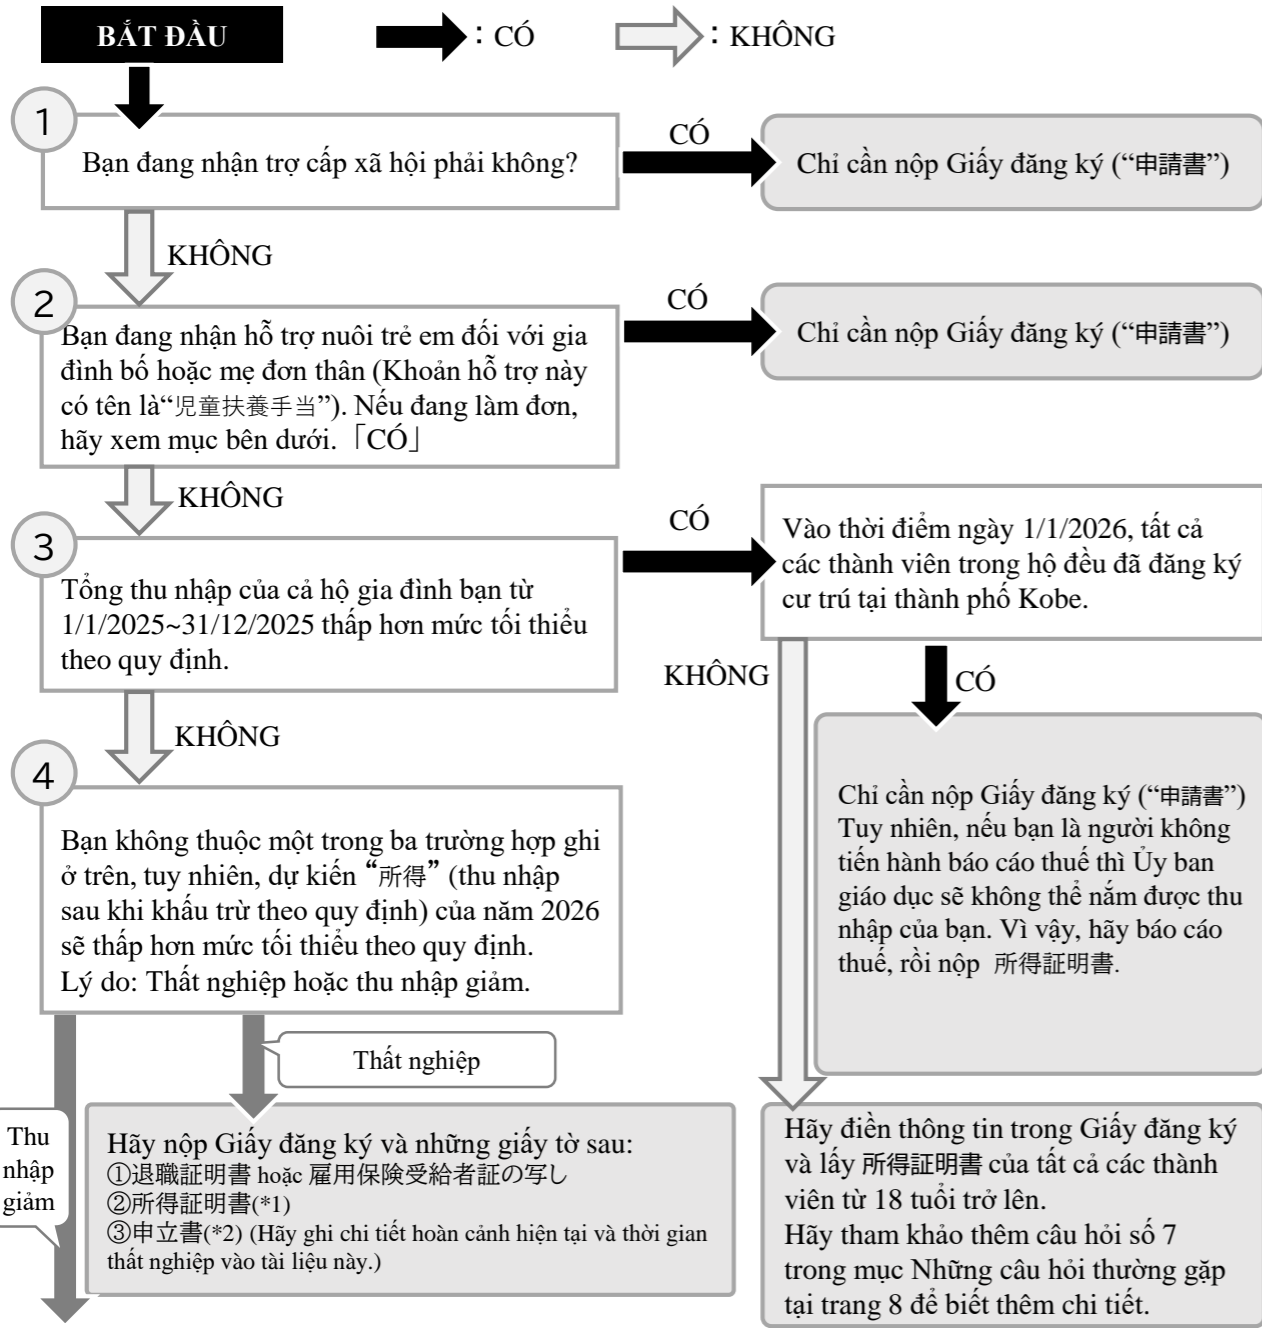 BẮT ĐẦU
: CÓ
: KHÔNG
1
Bạn đang nhận trợ cấp xã hội phải không?
CÓ
Chỉ cần nộp Giấy đăng ký (“申請書”)
KHÔNG
2
Bạn đang nhận hỗ trợ nuôi trẻ em đối với gia
đình bố hoặc mẹ đơn thân (Khoản hỗ trợ này
có tên là“児童扶養手当”). Nếu đang làm đơn,
hãy xem mục bên dưới.「CÓ」
CÓ
Chỉ cần nộp Giấy đăng ký (“申請書”)
KHÔNG
3
Tổng thu nhập của cả hộ gia đình bạn từ
1/1/2025~31/12/2025 thấp hơn mức tối thiểu
theo quy định.
CÓ
Vào thời điểm ngày 1/1/2026, tất cả
các thành viên trong hộ đều đã đăng ký
cư trú tại thành phố Kobe.
KHÔNG
CÓ
Chỉ cần nộp Giấy đăng ký (“申請書”)
Tuy nhiên, nếu bạn là người không
tiến hành báo cáo thuế thì Ủy ban
giáo dục sẽ không thể nắm được thu
nhập của bạn. Vì vậy, hãy báo cáo
thuế, rồi nộp 所得証明書.
KHÔNG
4
Bạn không thuộc một trong ba trường hợp ghi
ở trên, tuy nhiên, dự kiến “所得” (thu nhập
sau khi khấu trừ theo quy định) của năm 2026
sẽ thấp hơn mức tối thiểu theo quy định.
Lý do: Thất nghiệp hoặc thu nhập giảm.
Thất nghiệp
Thu
nhập
giảm
Hãy nộp Giấy đăng ký và những giấy tờ sau:
①退職証明書 hoặc 雇用保険受給者証の写し
②所得証明書(*1)
③申立書(*2) (Hãy ghi chi tiết hoàn cảnh hiện tại và thời gian
thất nghiệp vào tài liệu này.)
Hãy điền thông tin trong Giấy đăng ký
và lấy 所得証明書 của tất cả các thành
viên từ 18 tuổi trở lên.
Hãy tham khảo thêm câu hỏi số 7
trong mục Những câu hỏi thường gặp
tại trang 8 để biết thêm chi tiết.